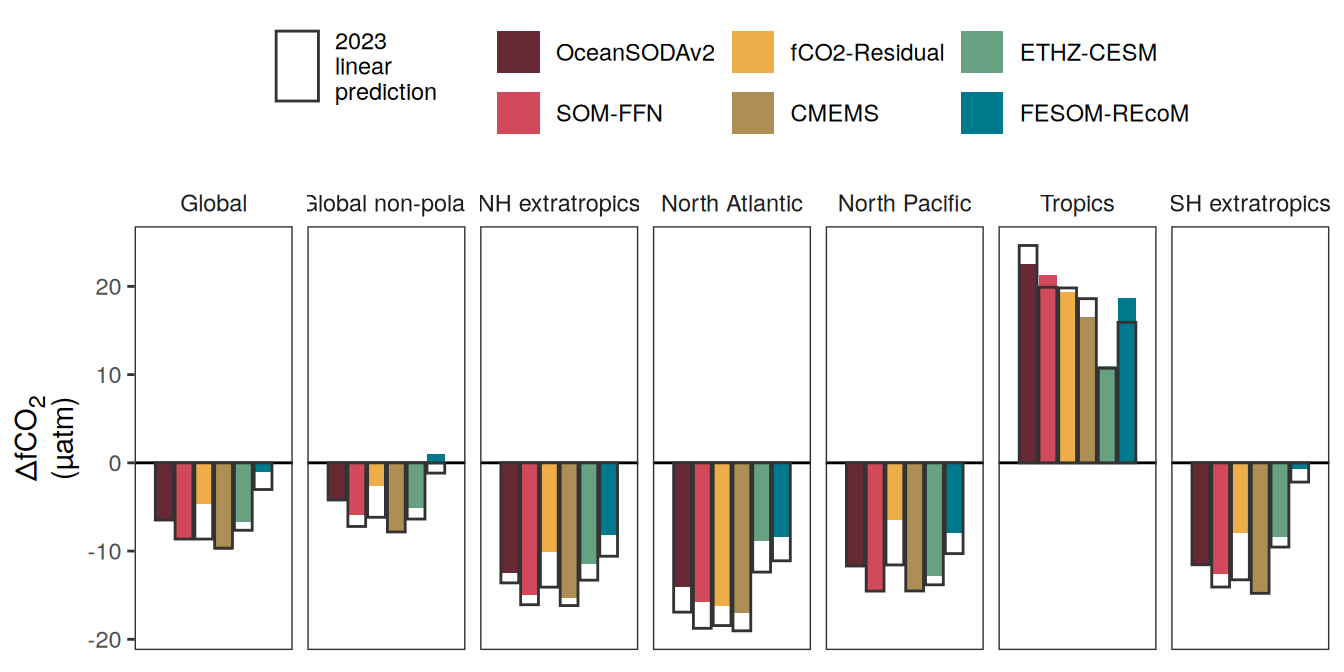 2023
linear
prediction
OceanSODAv2
fCO2-Residual
ETHZ-CESM
SOM-FFN
CMEMS
FESOM-REcoM
Global
Global non-pola
NH extratropics
North Atlantic
North Pacific
Tropics
SH extratropics
ΔfCO₂
(µatm)
20
10
0
-10
-20